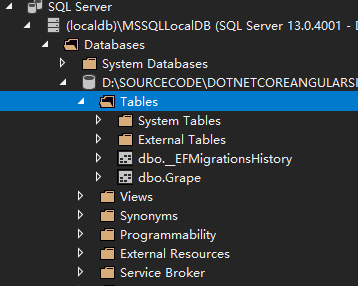 SQL Server
(localdb)\MSSQLLocalDB (SQL Server 13.0.4001 - D
Databases
System Databases
D:\SOURCECODE\DOTNETCOREANGULARSI
Tables
System Tables
External Tables
dbo.__EFMigrationsHistory
dbo.Grape
Views
Synonyms
Programmability
External Resources
Service Broker